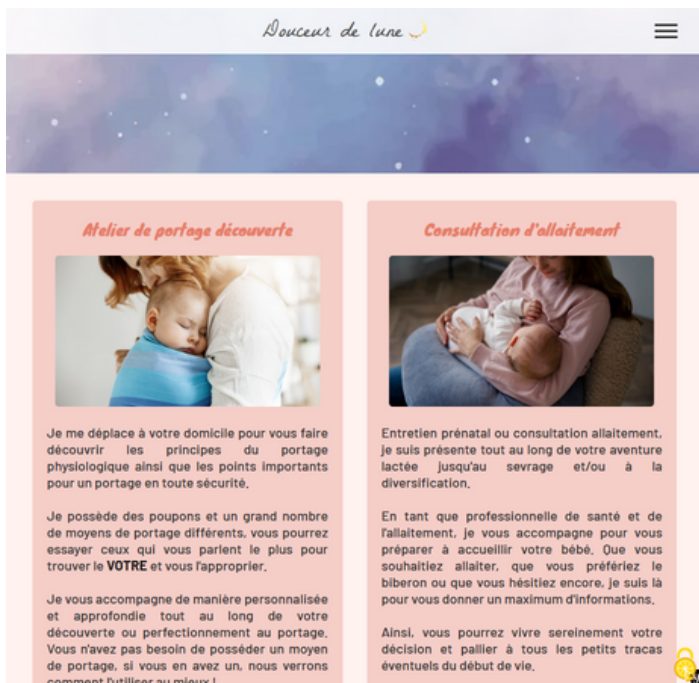 Douceur de lune
Atelier de portage découverte
Je me déplace à votre domicile pour vous faire
découvrir les principes du portage
physiologique ainsi que les points importants
pour un portage en toute sécurité.
Je possède des poupons et un grand nombre
de moyens de portage différents, vous pourrez
essayer ceux qui vous parlent le plus pour
trouver le VOTRE et vous l'approprier.
Je vous accompagne de manière personnalisée
et approfondie tout au long de votre
découverte ou perfectionnement au portage.
Vous n'avez pas besoin de posséder un moyen
de portage, si vous en avez un, nous verrons
comment l'utiliser au mieux !
Consultation d'allaitement
Entretien prénatal ou consultation allaitement,
je suis présente tout au long de votre aventure
lactée jusqu'au sevrage et/ou à la
diversification.
En tant que professionnelle de santé et de
l'allaitement, je vous accompagne pour vous
préparer à accueillir votre bébé. Que vous
souhaitiez allaiter, que vous préfériez le
biberon ou que vous hésitiez encore, je suis là
pour vous donner un maximum d'informations.
Ainsi, vous pourrez vivre sereinement votre
décision et pallier à tous les petits tracas
éventuels du début de vie.